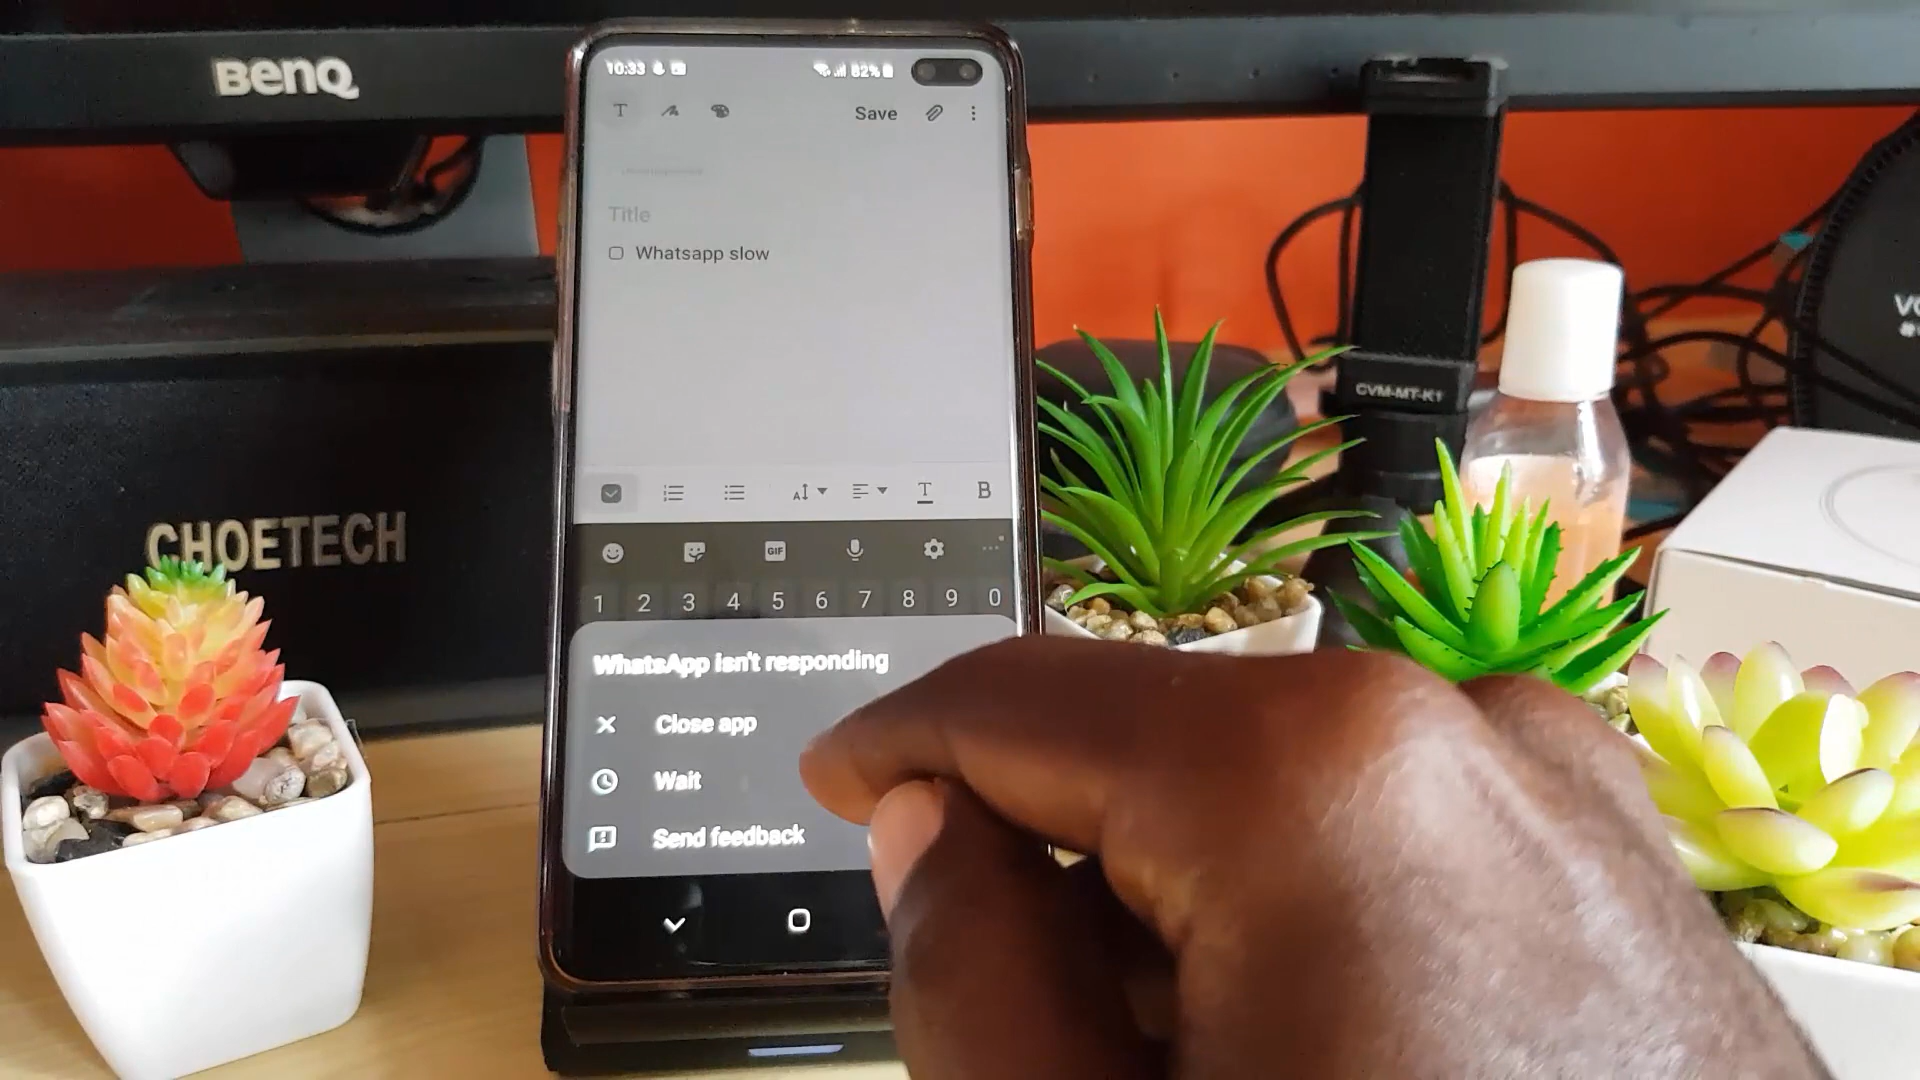 BenQ
10:33 82%
T Save
Title
Whatsapp slow
T B
GIF
1 2 3 4 5 6 7 8 9 0
WhatsApp isn't responding
Close app
Wait
Send feedback
CHOETECH
CVM-MT-K1